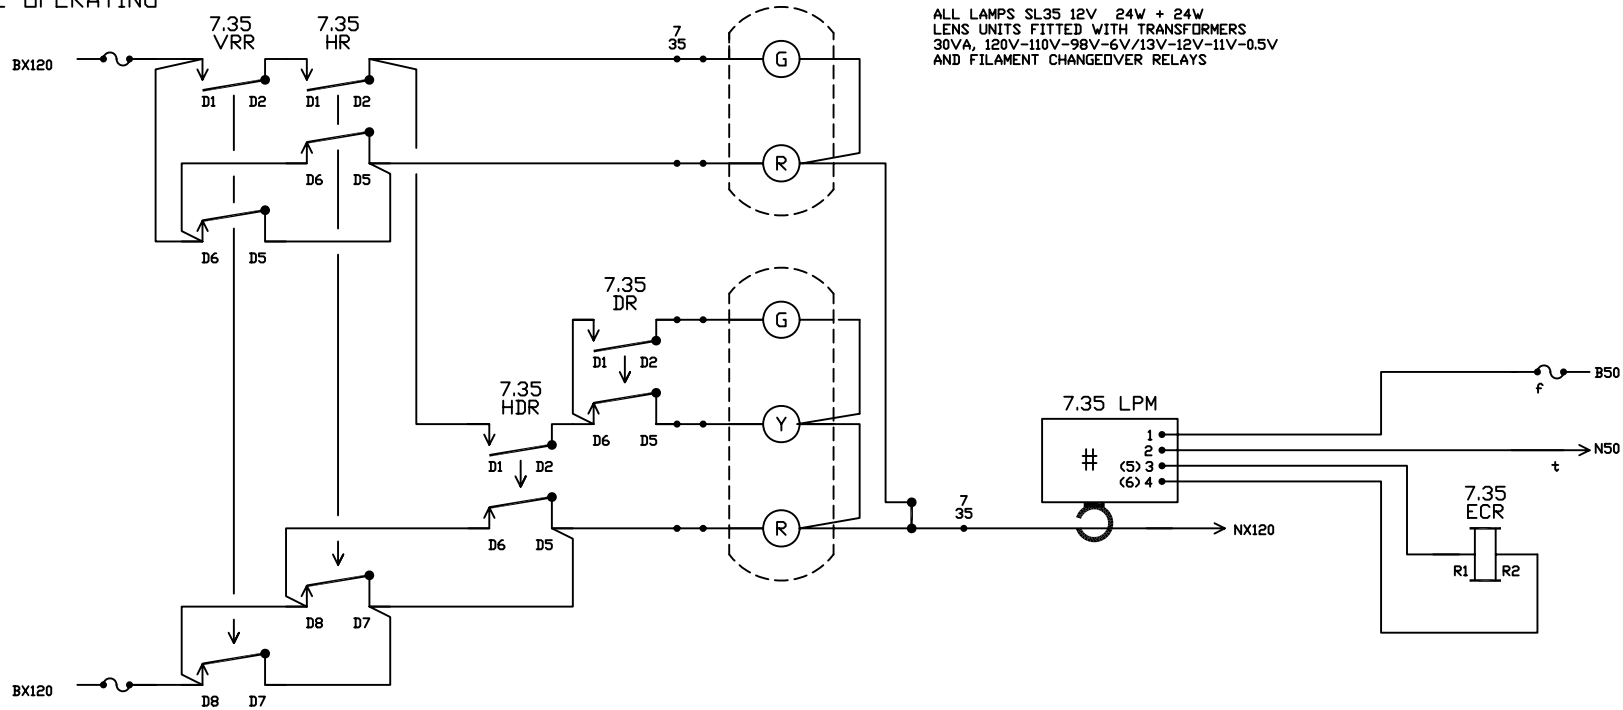 OPERATING
ALL LAMPS SL35 12V 24W + 24W
LENS UNITS FITTED WITH TRANSFORMERS
30VA, 120V-110V-98V-6V/13V-12V-11V-0.5V
AND FILAMENT CHANGEOVER RELAYS
7.35
VRR
7.35
HR
7
35
BX120
G
D1 D2 D1 D2
R
D6 D5
D6 D5
7.35
DR
G
D1 D2
7.35
HDR
Y
D6 D5
D1 D2
7.35 LPM
f
B50
1
2
N50
#
(5) 3
t
(6) 4
7.35
ECR
7
35
R
NX120
D6 D5
R1 R2
D8 D7
BX120
D8 D7